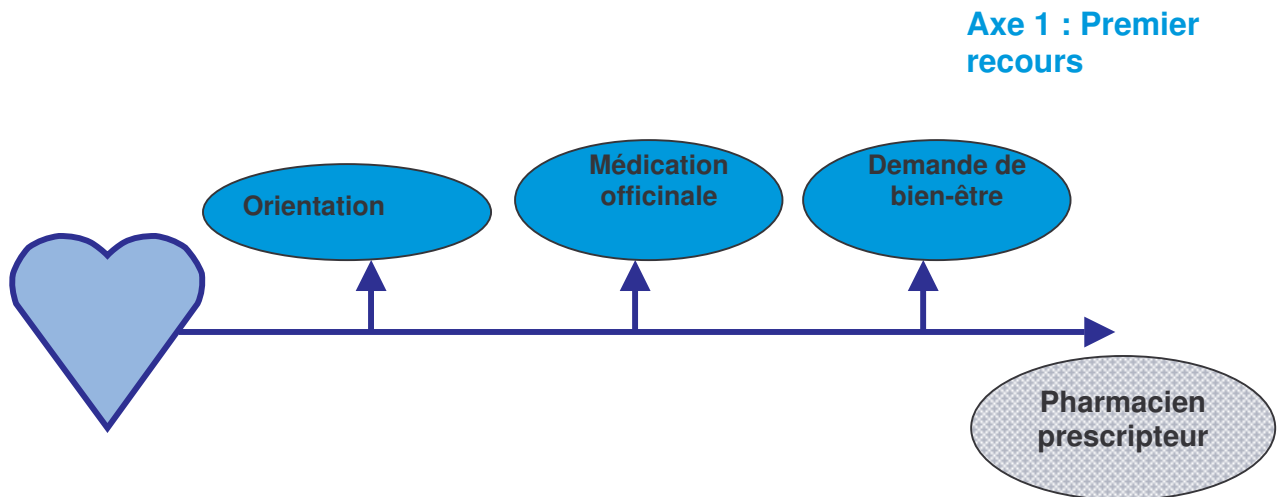 Axe 1 : Premier
recours
Orientation
Médication
officinale
Demande de
bien-être
Pharmacien
prescripteur